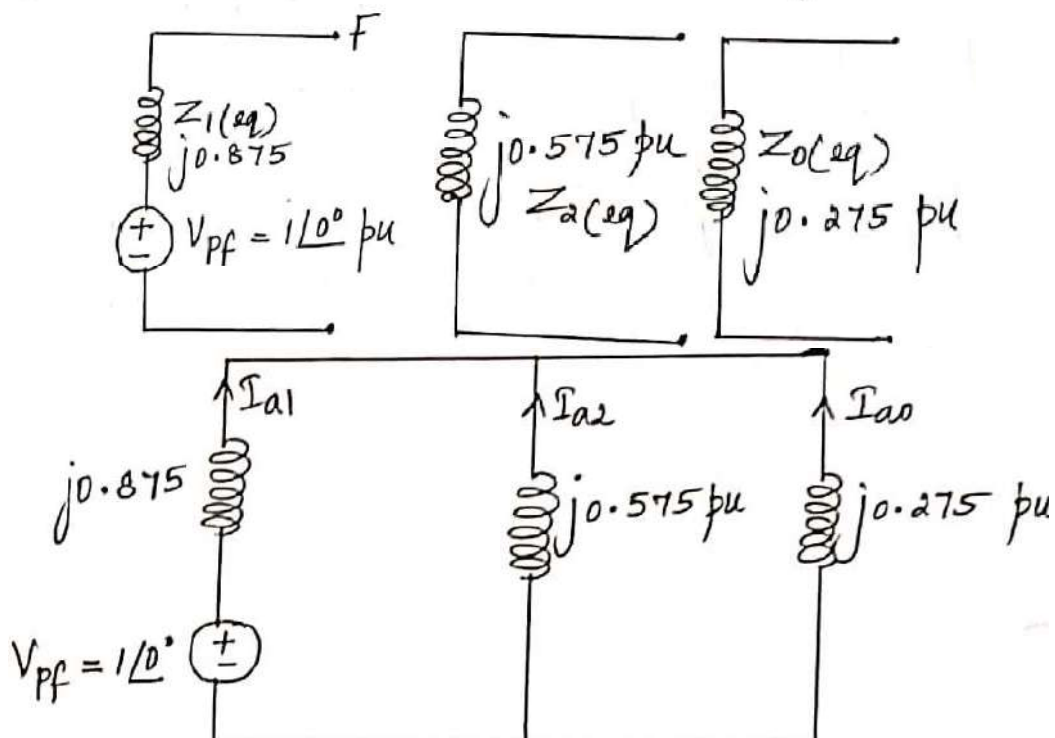 F
Z1(eq)
j0.875
Vpf = 1∠0° pu
j0.575 pu
Z2(eq)
Z0(eq)
j0.275 pu
Ia1
Ia2
Ia0
j0.875
j0.575 pu
j0.275 pu
Vpf = 1∠0°